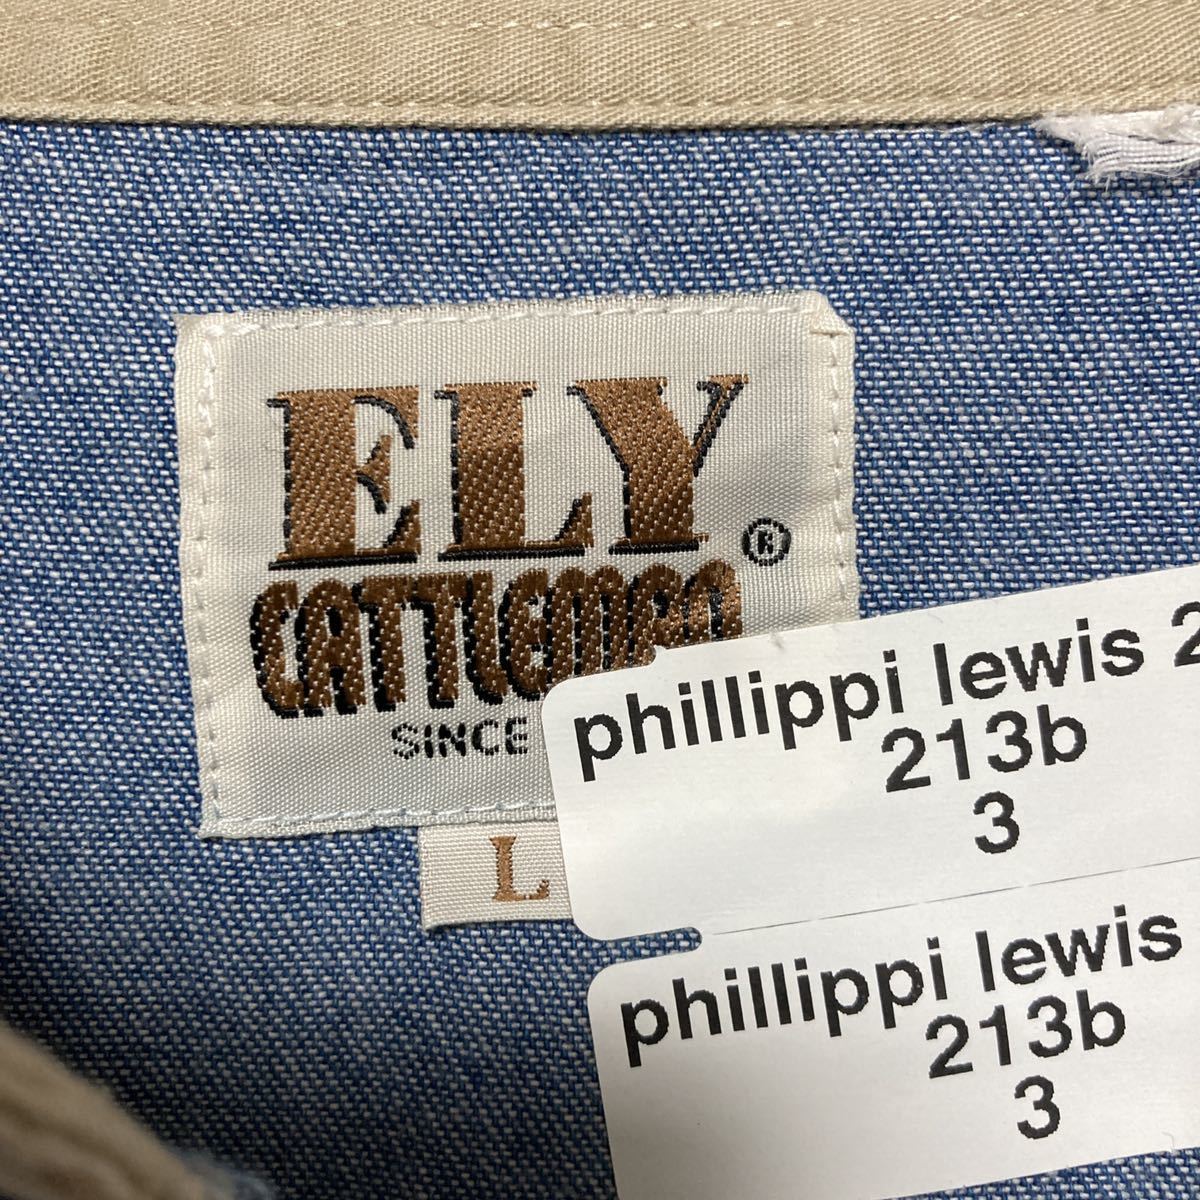 ELY
®
CATTLEMAN
SINCE
L
phillippi lewis 2
213b
3
phillippi lewis
213b
3